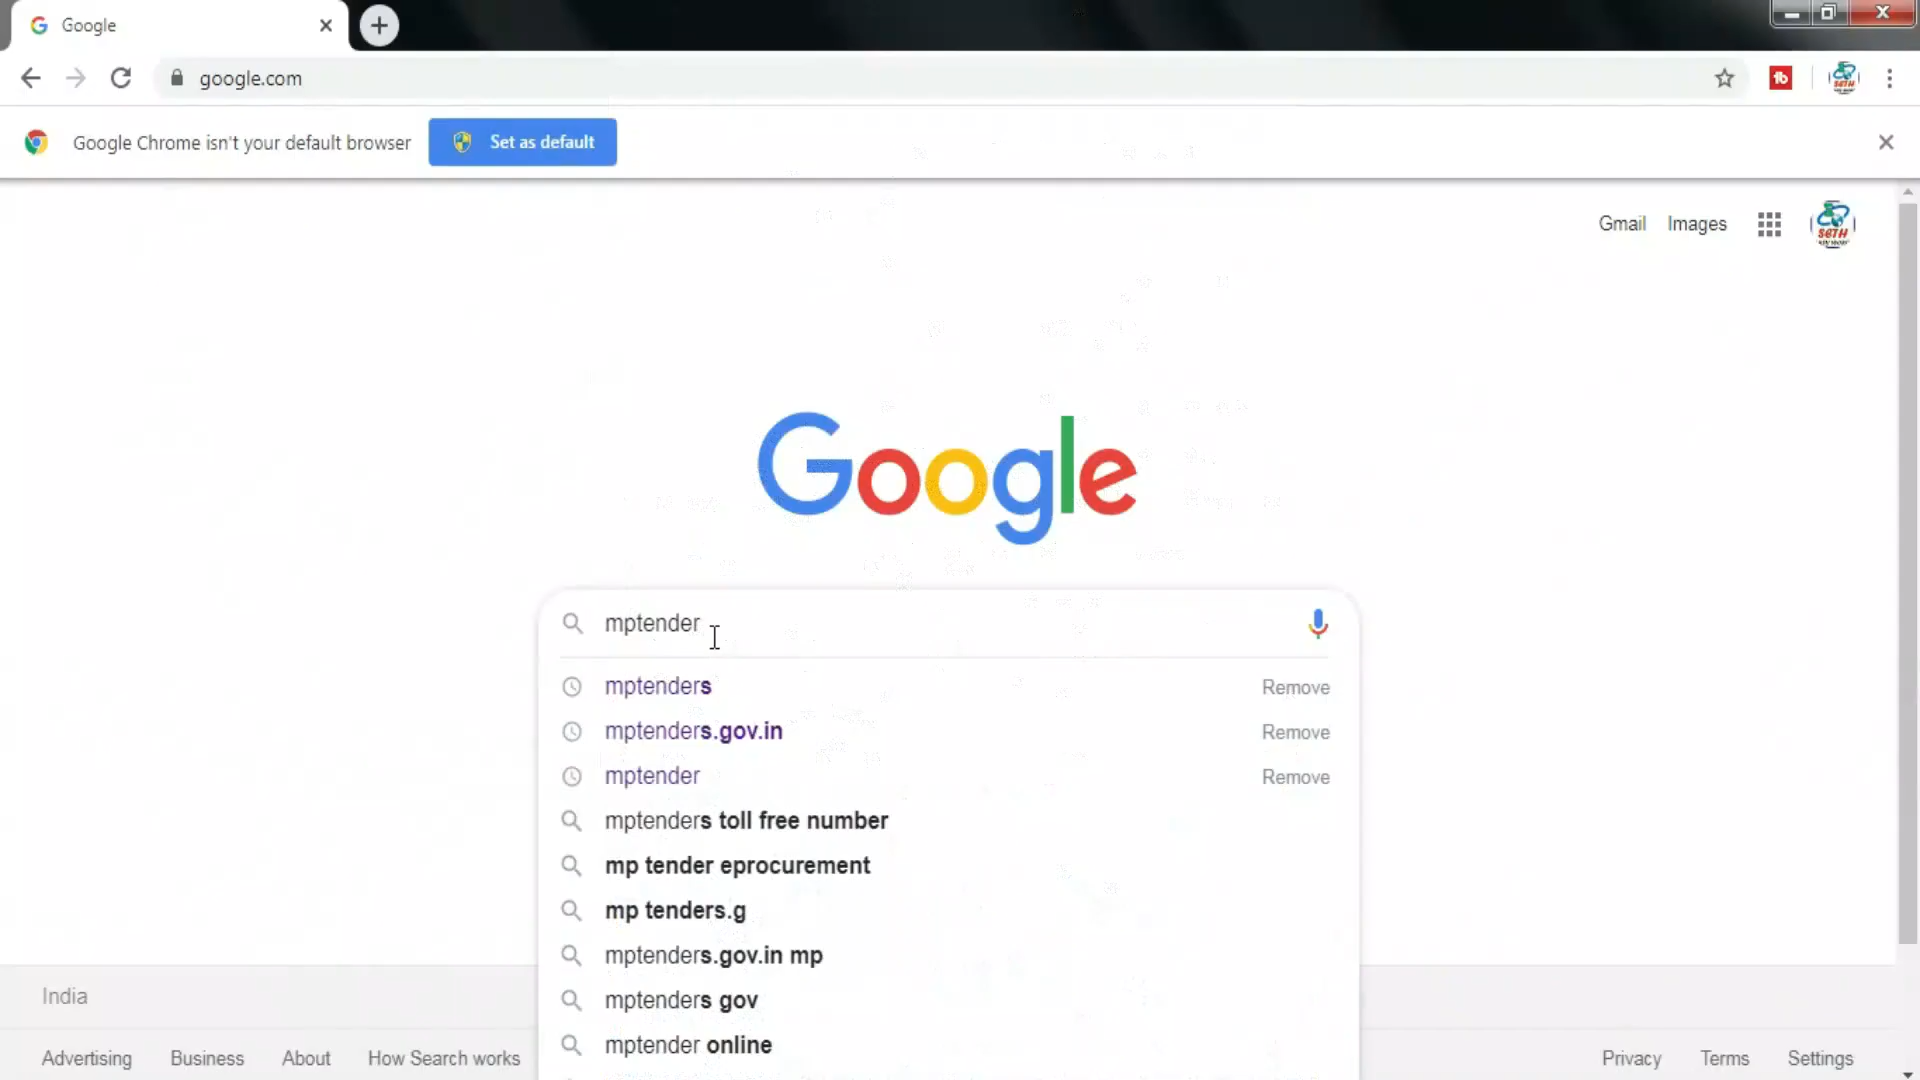 Google
google.com
Google Chrome isn't your default browser Set as default
Gmail Images
SETH
Google
mptender
mptenders Remove
mptenders.gov.in Remove
mptender Remove
mptenders toll free number
mp tender eprocurement
mp tenders.g
mptenders.gov.in mp
mptenders gov
mptender online
India
Advertising Business About How Search works Privacy Terms Settings